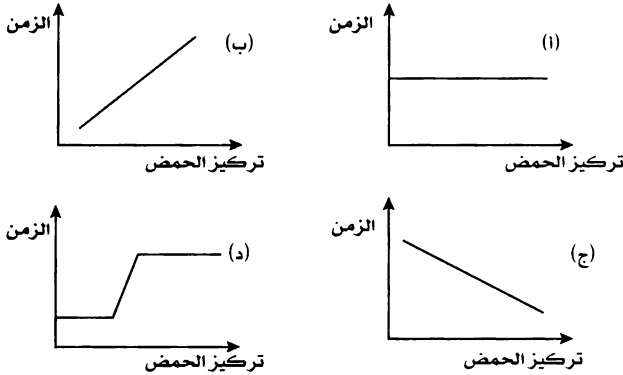 الزمن
(أ)
تركيز الحمض
الزمن
(ب)
تركيز الحمض
الزمن
(ج)
تركيز الحمض
الزمن
(د)
تركيز الحمض